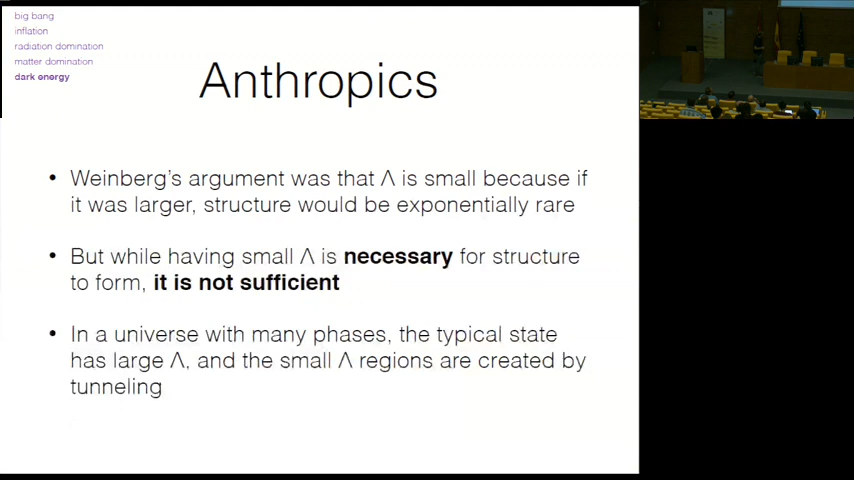 big bang
inflation
radiation domination
matter domination
dark energy
Anthropics
• Weinberg's argument was that Λ is small because if
it was larger, structure would be exponentially rare
• But while having small Λ is necessary for structure
to form, it is not sufficient
• In a universe with many phases, the typical state
has large Λ, and the small Λ regions are created by
tunneling